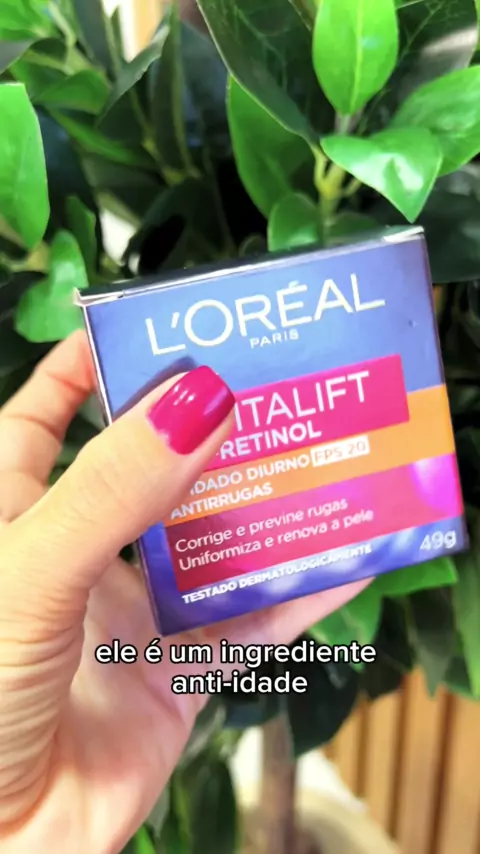 L'ORÉAL
PARIS
ITALIFT
-RETINOL
IDADO DIURNO FPS 20
ANTIRRUGAS
Corrige e previne rugas
Uniformiza e renova a pele
TESTADO DERMATOLOGICAMENTE
49g
ele é um ingrediente
anti-idade